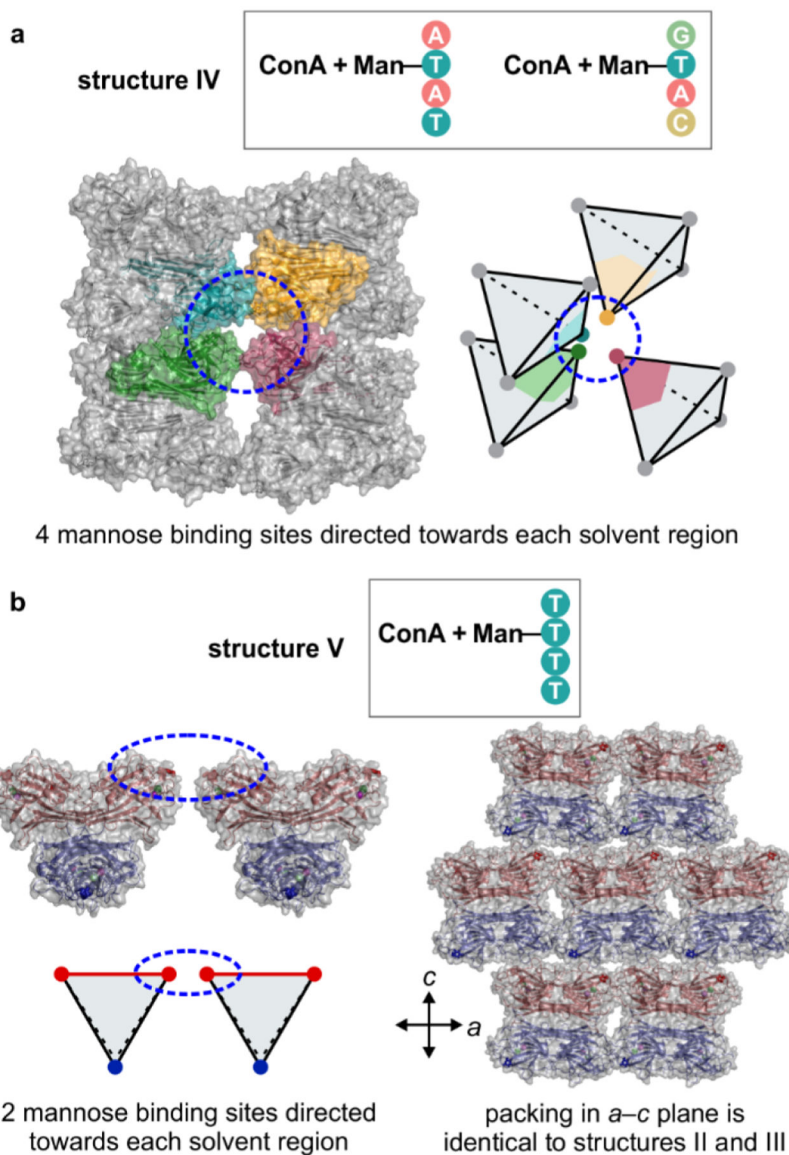 a
structure IV
ConA + Man
A
T
A
T
ConA + Man
G
T
A
C
4 mannose binding sites directed towards each solvent region
b
structure V
ConA + Man
T
T
T
T
c
a
2 mannose binding sites directed
towards each solvent region
packing in a–c plane is
identical to structures II and III